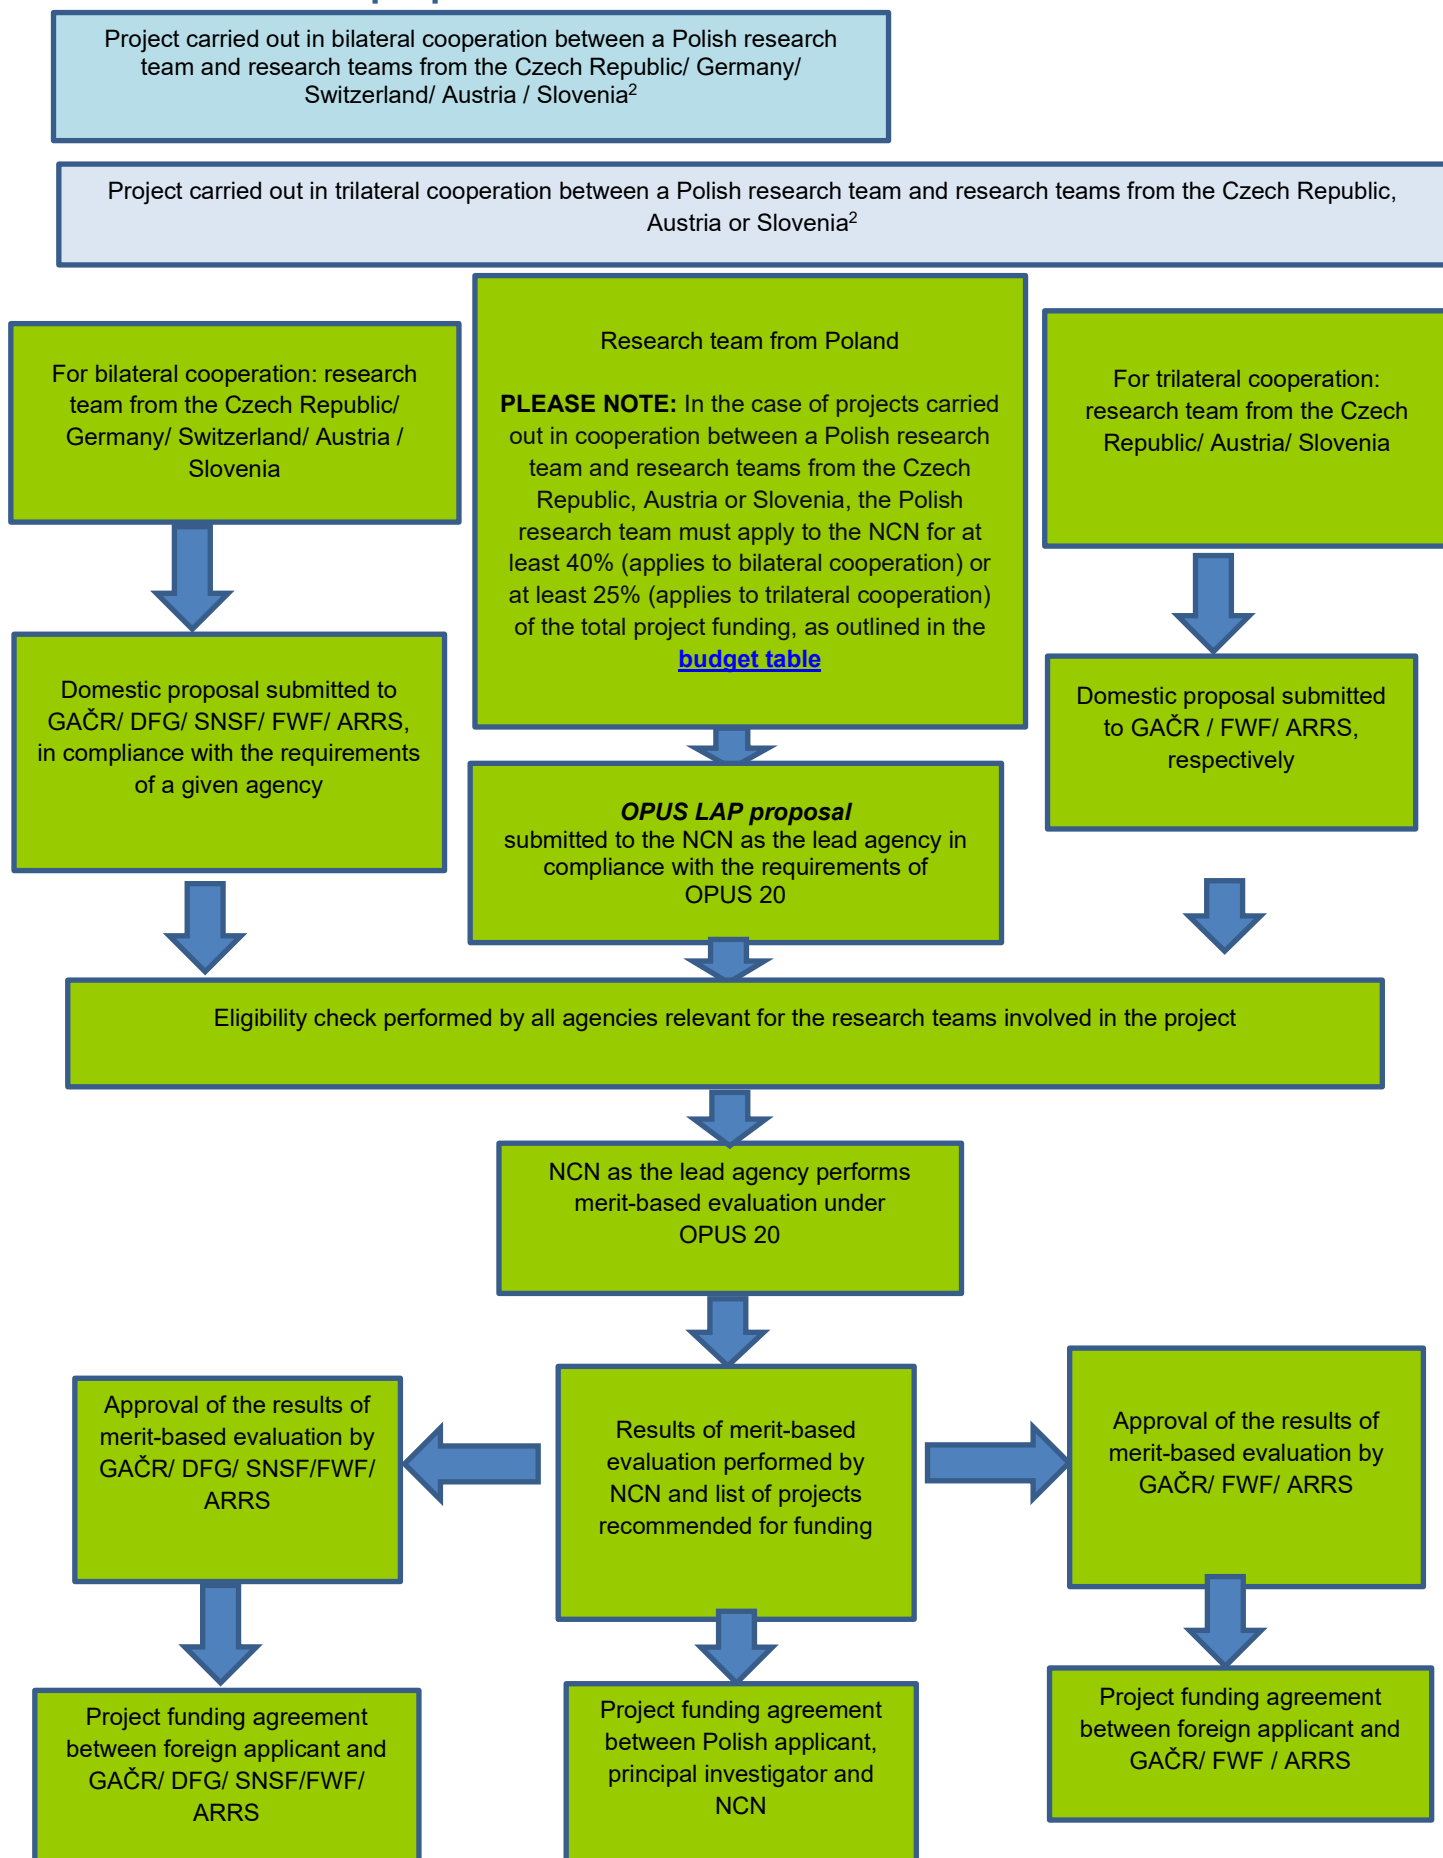 Project carried out in bilateral cooperation between a Polish research
team and research teams from the Czech Republic/ Germany/
Switzerland/ Austria / Slovenia²
Project carried out in trilateral cooperation between a Polish research team and research teams from the Czech Republic,
Austria or Slovenia²
For bilateral cooperation: research
team from the Czech Republic/
Germany/ Switzerland/ Austria /
Slovenia
Research team from Poland
PLEASE NOTE: In the case of projects carried
out in cooperation between a Polish research
team and research teams from the Czech
Republic, Austria or Slovenia, the Polish
research team must apply to the NCN for at
least 40% (applies to bilateral cooperation) or
at least 25% (applies to trilateral cooperation)
of the total project funding, as outlined in the
budget table
For trilateral cooperation:
research team from the Czech
Republic/ Austria/ Slovenia
Domestic proposal submitted to
GAČR/ DFG/ SNSF/ FWF/ ARRS,
in compliance with the requirements
of a given agency
OPUS LAP proposal
submitted to the NCN as the lead agency in
compliance with the requirements of
OPUS 20
Domestic proposal submitted
to GAČR / FWF/ ARRS,
respectively
Eligibility check performed by all agencies relevant for the research teams involved in the project
NCN as the lead agency performs
merit-based evaluation under
OPUS 20
Approval of the results of
merit-based evaluation by
GAČR/ DFG/ SNSF/FWF/
ARRS
Results of merit-based
evaluation performed by
NCN and list of projects
recommended for funding
Approval of the results of
merit-based evaluation by
GAČR/ FWF/ ARRS
Project funding agreement
between foreign applicant and
GAČR/ DFG/ SNSF/FWF/
ARRS
Project funding agreement
between Polish applicant,
principal investigator and
NCN
Project funding agreement
between foreign applicant and
GAČR/ FWF / ARRS